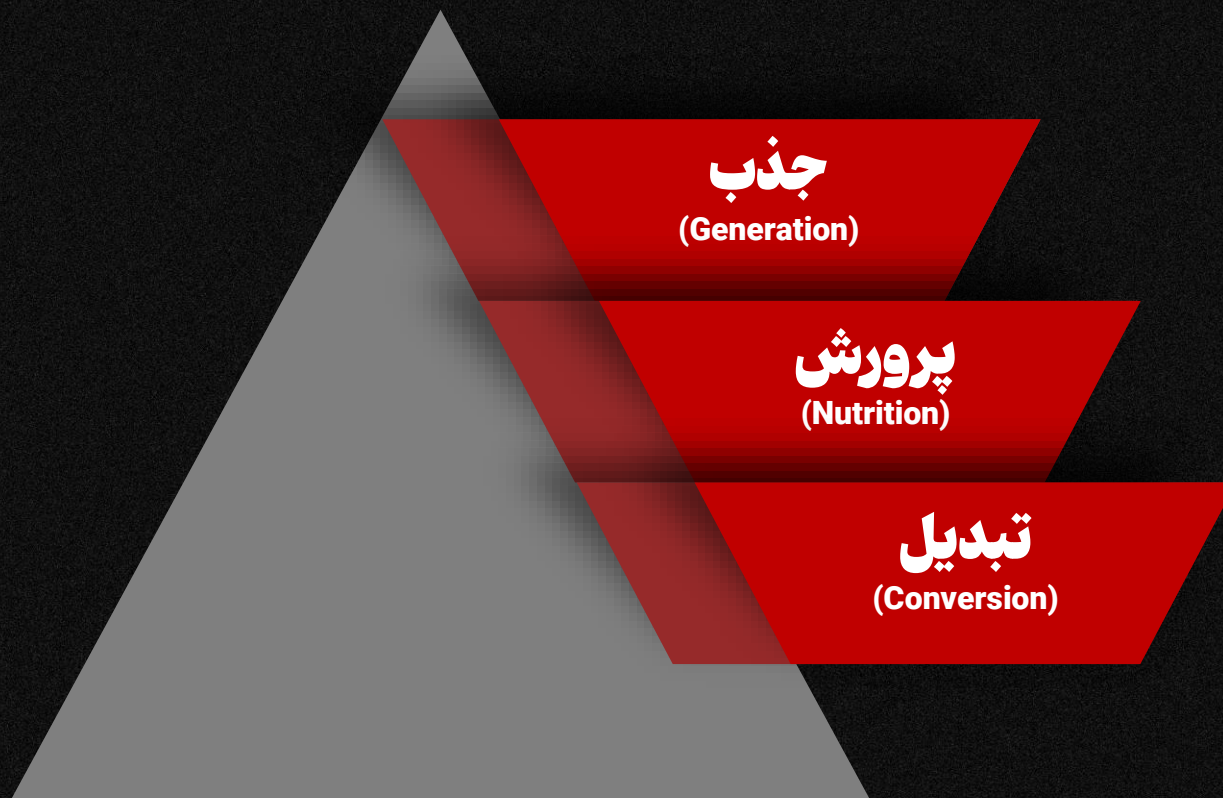 جذب
(Generation)
پرورش
(Nutrition)
تبدیل
(Conversion)